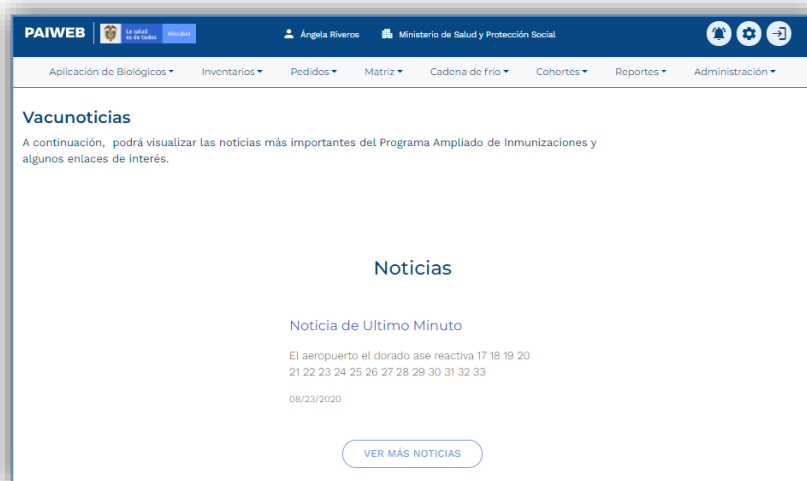 PAIWEB La salud es de todos Minsalud Ángela Riveros Ministerio de Salud y Protección Social
Aplicación de Biológicos Inventarios Pedidos Matriz Cadena de frío Cohortes Reportes Administración
Vacunoticias
A continuación, podrá visualizar las noticias más importantes del Programa Ampliado de Inmunizaciones y
algunos enlaces de interés.
Noticias
Noticia de Ultimo Minuto
El aeropuerto el dorado ase reactiva 17 18 19 20
21 22 23 24 25 26 27 28 29 30 31 32 33
08/23/2020
VER MÁS NOTICIAS